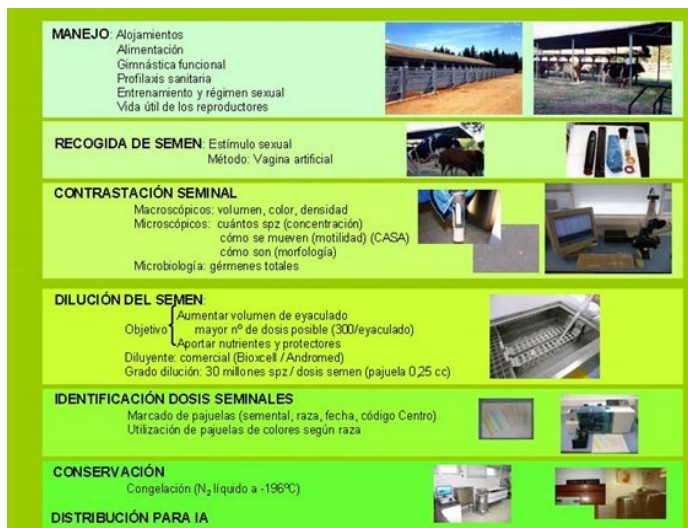 MANEJO: Alojamientos
Alimentación
Gimnástica funcional
Profilaxis sanitaria
Entrenamiento y régimen sexual
Vida útil de los reproductores
RECOGIDA DE SEMEN: Estímulo sexual
Método: Vagina artificial
CONTRASTACIÓN SEMINAL
Macroscópicos: volumen, color, densidad
Microscópicos: cuántos spz (concentración)
cómo se mueven (motilidad) (CASA)
cómo son (morfología)
Microbiología: gérmenes totales
DILUCIÓN DEL SEMEN:
Aumentar volumen de eyaculado
Objetivo mayor nº de dosis posible (300/eyaculado)
Aportar nutrientes y protectores
Diluyente: comercial (Bioxcell / Andromed)
Grado dilución: 30 millones spz / dosis semen (pajuela 0,25 cc)
IDENTIFICACIÓN DOSIS SEMINALES
Marcado de pajuelas (semental, raza, fecha, código Centro)
Utilización de pajuelas de colores según raza
CONSERVACIÓN
Congelación (N₂ líquido a -196ºC)
DISTRIBUCIÓN PARA IA